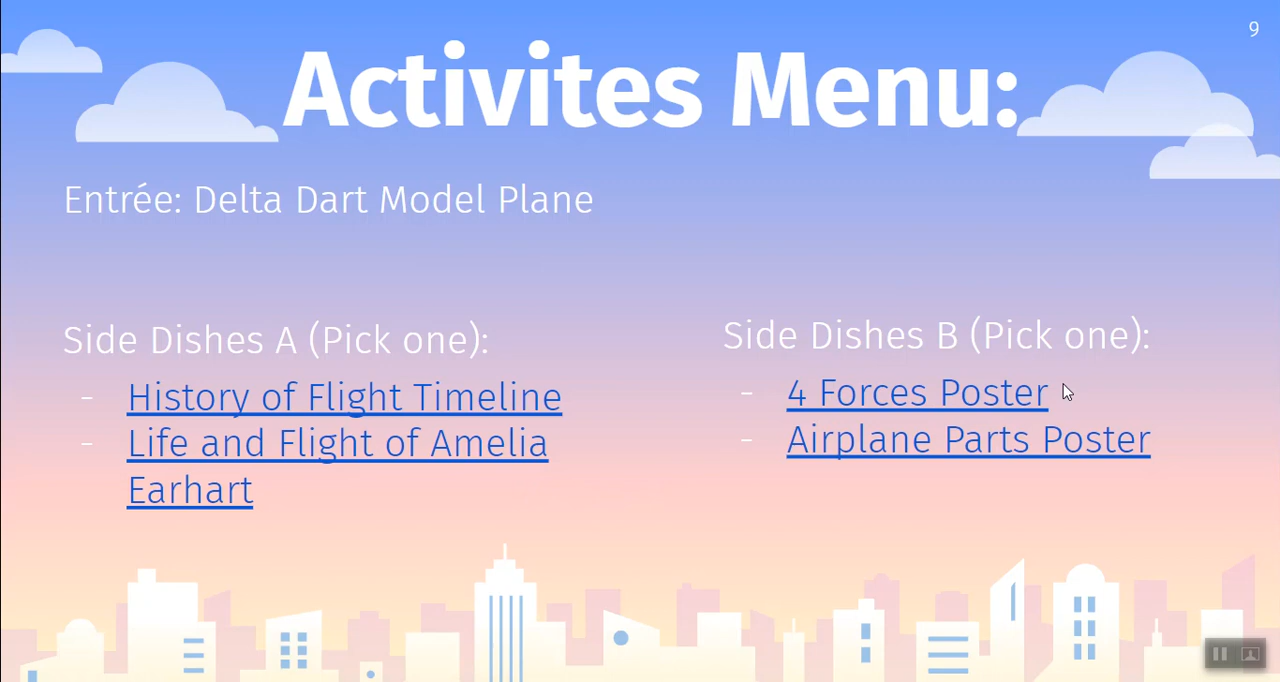 9
Activites Menu:
Entrée: Delta Dart Model Plane
Side Dishes A (Pick one):
- History of Flight Timeline
- Life and Flight of Amelia
Earhart
Side Dishes B (Pick one):
- 4 Forces Poster
- Airplane Parts Poster